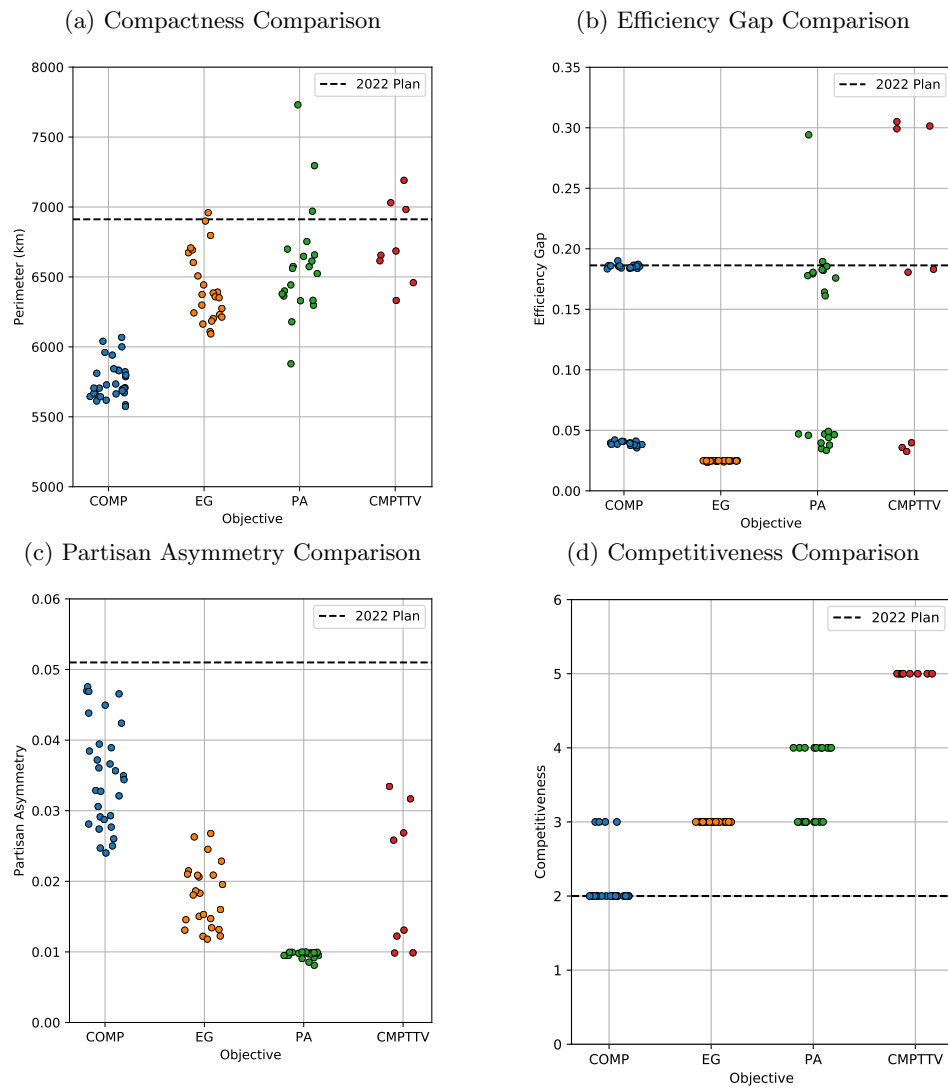 (a) Compactness Comparison
8000
7500
7000
6500
6000
5500
5000
Perimeter (km)
2022 Plan
COMP EG PA CMPTTV
Objective
(b) Efficiency Gap Comparison
0.35
0.30
0.25
0.20
0.15
0.10
0.05
0.00
Efficiency Gap
2022 Plan
COMP EG PA CMPTTV
Objective
(c) Partisan Asymmetry Comparison
0.06
0.05
0.04
0.03
0.02
0.01
0.00
Partisan Asymmetry
2022 Plan
COMP EG PA CMPTTV
Objective
(d) Competitiveness Comparison
6
5
4
3
2
1
0
Competitiveness
2022 Plan
COMP EG PA CMPTTV
Objective